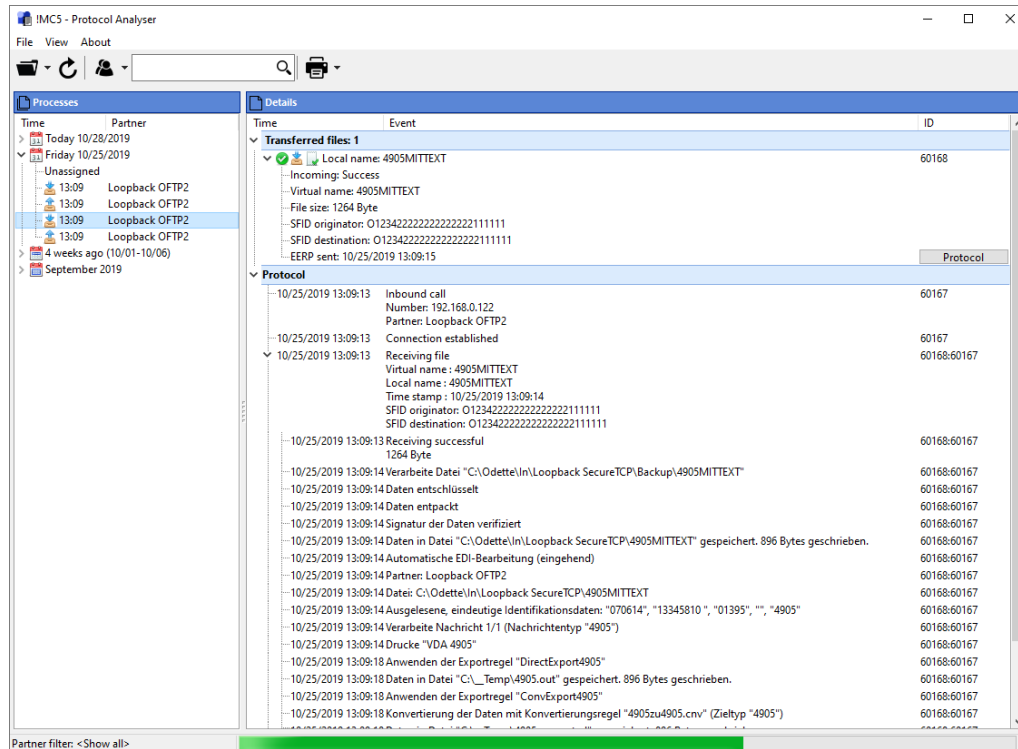 !MC5 - Protocol Analyser
File View About
Processes
Time Partner
Today 10/28/2019
Friday 10/25/2019
Unassigned
13:09 Loopback OFTP2
13:09 Loopback OFTP2
13:09 Loopback OFTP2
13:09 Loopback OFTP2
4 weeks ago (10/01-10/06)
September 2019
Details
Time Event ID
Transferred files: 1
Local name: 4905MITTEXT 60168
Incoming: Success
Virtual name: 4905MITTEXT
File size: 1264 Byte
SFID originator: O0123422222222222222111111
SFID destination: O0123422222222222222111111
EERP sent: 10/25/2019 13:09:15 Protocol
Protocol
10/25/2019 13:09:13 Inbound call 60167
Number: 192.168.0.122
Partner: Loopback OFTP2
10/25/2019 13:09:13 Connection established 60167
10/25/2019 13:09:13 Receiving file 60168:60167
Virtual name : 4905MITTEXT
Local name : 4905MITTEXT
Time stamp : 10/25/2019 13:09:14
SFID originator: O0123422222222222222111111
SFID destination: O0123422222222222222111111
10/25/2019 13:09:13 Receiving successful 60168:60167
1264 Byte
10/25/2019 13:09:14 Verarbeite Datei "C:\Odette\In\Loopback SecureTCP\Backup\4905MITTEXT" 60168:60167
10/25/2019 13:09:14 Daten entschlüsselt 60168:60167
10/25/2019 13:09:14 Daten entpackt 60168:60167
10/25/2019 13:09:14 Signatur der Daten verifiziert 60168:60167
10/25/2019 13:09:14 Daten in Datei "C:\Odette\In\Loopback SecureTCP\4905MITTEXT" gespeichert. 896 Bytes geschrieben. 60168:60167
10/25/2019 13:09:14 Automatische EDI-Bearbeitung (eingehend) 60168:60167
10/25/2019 13:09:14 Partner: Loopback OFTP2 60168:60167
10/25/2019 13:09:14 Datei: C:\Odette\In\Loopback SecureTCP\4905MITTEXT 60168:60167
10/25/2019 13:09:14 Ausgelesene, eindeutige Identifikationsdaten: "070614", "13345810 ", "01395", "", "4905" 60168:60167
10/25/2019 13:09:14 Verarbeite Nachricht 1/1 (Nachrichtentyp "4905") 60168:60167
10/25/2019 13:09:14 Drucke "VDA 4905" 60168:60167
10/25/2019 13:09:18 Anwenden der Exportregel "DirectExport4905" 60168:60167
10/25/2019 13:09:18 Daten in Datei "C:\__Temp\4905.out" gespeichert. 896 Bytes geschrieben. 60168:60167
10/25/2019 13:09:18 Anwenden der Exportregel "ConvExport4905" 60168:60167
10/25/2019 13:09:18 Konvertierung der Daten mit Konvertierungsregel "4905zu4905.cnv" (Zieltyp "4905") 60168:60167
Partner filter: <Show all>